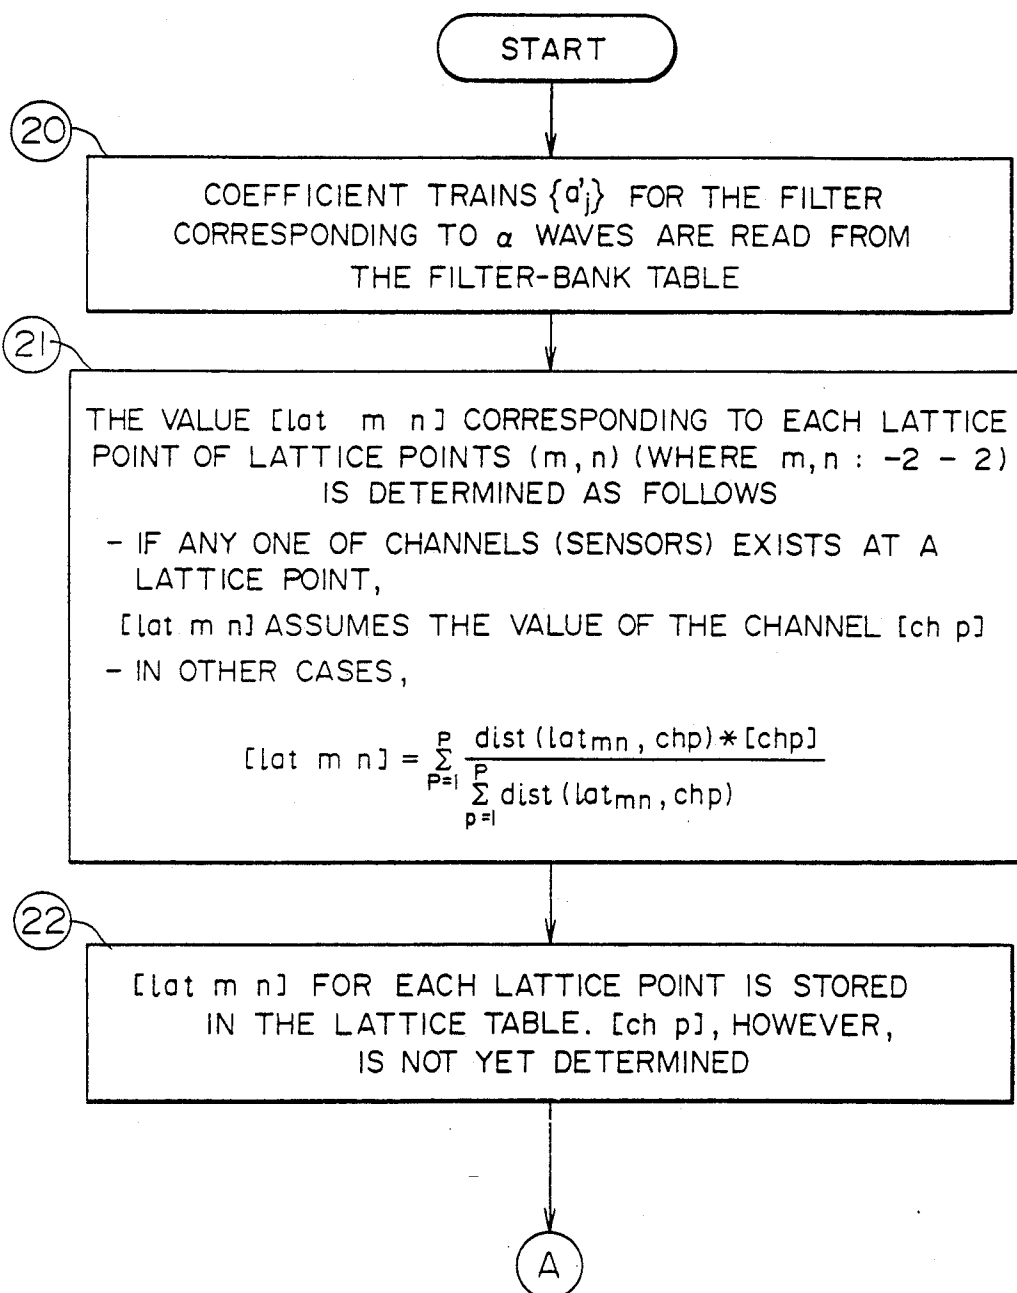 START
20
COEFFICIENT TRAINS {a'j} FOR THE FILTER
CORRESPONDING TO α WAVES ARE READ FROM
THE FILTER-BANK TABLE
21
THE VALUE [lat m n] CORRESPONDING TO EACH LATTICE
POINT OF LATTICE POINTS (m,n) (WHERE m,n : -2 - 2)
IS DETERMINED AS FOLLOWS
- IF ANY ONE OF CHANNELS (SENSORS) EXISTS AT A
LATTICE POINT,
[lat m n] ASSUMES THE VALUE OF THE CHANNEL [ch p]
- IN OTHER CASES,
[lat m n] = P Σ P=1 dist (latmn, chp) * [chp]
P Σ p=1 dist (latmn, chp)
22
[lat m n] FOR EACH LATTICE POINT IS STORED
IN THE LATTICE TABLE. [ch p], HOWEVER,
IS NOT YET DETERMINED
A